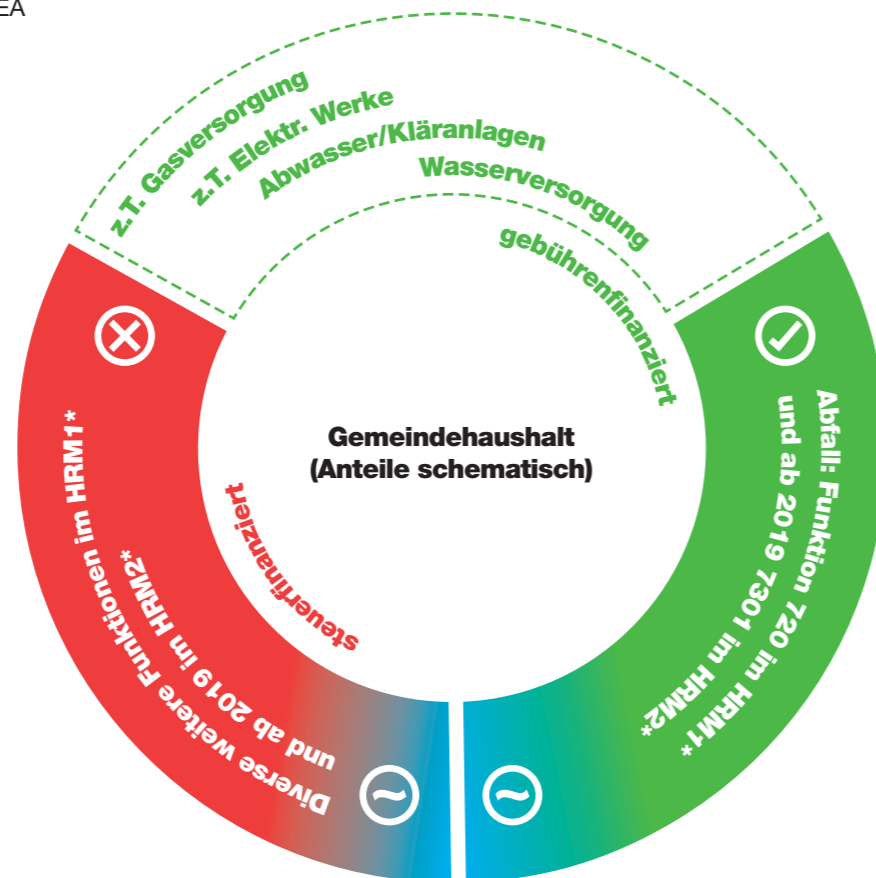 EA
z.T. Gasversorgung
z.T. Elektr. Werke
Abwasser/Kläranlagen
Wasserversorgung
gebührenfinanziert
Gemeindehaushalt
(Anteile schematisch)
steuerfinanziert
Diverse weitere Funktionen im HRM1*
und ab 2019 im HRM2*
Abfall: Funktion 720 im HRM1*
und ab 2019 7301 im HRM2*